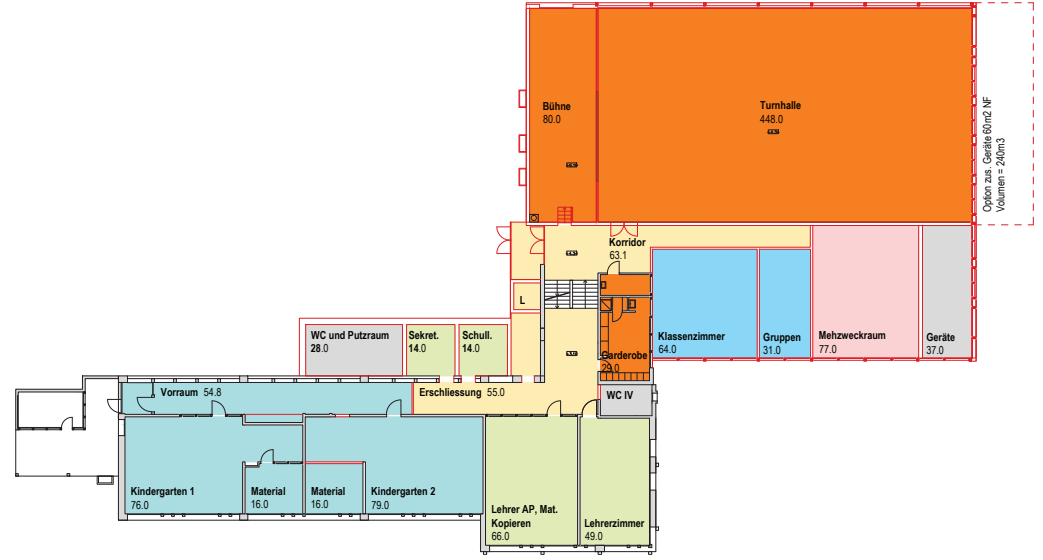 Bühne
80.0
Turnhalle
448.0
Option zus. Geräte 60m2 NF
Volumen = 240m3
Korridor
63.1
L
WC und Putzraum
28.0
Sekret.
14.0
Schull.
14.0
Klassenzimmer
64.0
Gruppen
31.0
Mehzweckraum
77.0
Geräte
37.0
Garderobe
29.0
Vorraum 54.8
Erschliessung 55.0
WC IV
Kindergarten 1
76.0
Material
16.0
Material
16.0
Kindergarten 2
79.0
Lehrer AP, Mat.
Kopieren
66.0
Lehrerzimmer
49.0